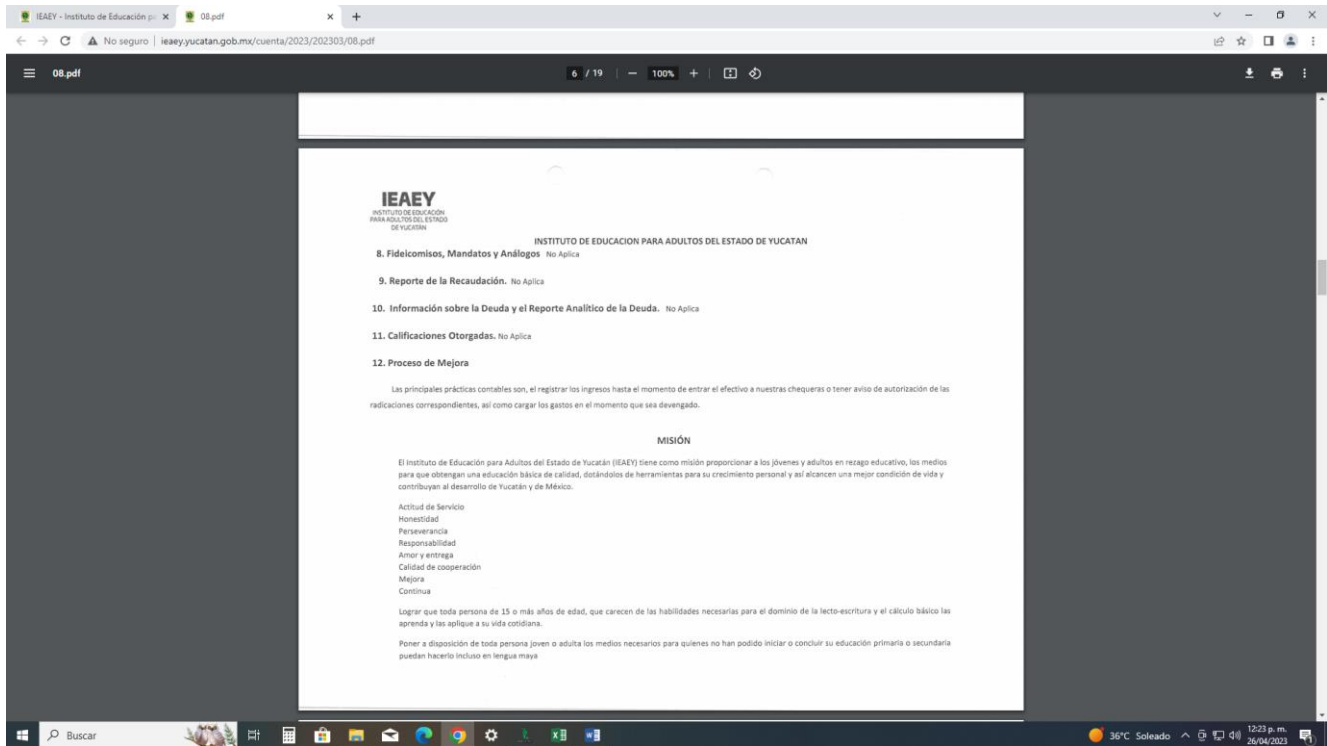 IEAEY - Instituto de Educación pa
08.pdf
No seguro | ieaey.yucatan.gob.mx/cuenta/2023/202303/08.pdf
08.pdf
6 / 19 | − 100% +
IEAEY
INSTITUTO DE EDUCACIÓN
PARA ADULTOS DEL ESTADO
DE YUCATÁN
INSTITUTO DE EDUCACION PARA ADULTOS DEL ESTADO DE YUCATAN
8. Fideicomisos, Mandatos y Análogos No Aplica
9. Reporte de la Recaudación. No Aplica
10. Información sobre la Deuda y el Reporte Analítico de la Deuda. No Aplica
11. Calificaciones Otorgadas. No Aplica
12. Proceso de Mejora
Las principales prácticas contables son, el registrar los ingresos hasta el momento de entrar el efectivo a nuestras chequeras o tener aviso de autorización de las
radicaciones correspondientes, así como cargar los gastos en el momento que sea devengado.
MISIÓN
El Instituto de Educación para Adultos del Estado de Yucatán (IEAEY) tiene como misión proporcionar a los jóvenes y adultos en rezago educativo, los medios
para que obtengan una educación básica de calidad, dotándolos de herramientas para su crecimiento personal y así alcancen una mejor condición de vida y
contribuyan al desarrollo de Yucatán y de México.
Actitud de Servicio
Honestidad
Perseverancia
Responsabilidad
Amor y entrega
Calidad de cooperación
Mejora
Continua
Lograr que toda persona de 15 o más años de edad, que carecen de las habilidades necesarias para el dominio de la lecto-escritura y el cálculo básico las
aprenda y las aplique a su vida cotidiana.
Poner a disposición de toda persona joven o adulta los medios necesarios para quienes no han podido iniciar o concluir su educación primaria o secundaria
puedan hacerlo incluso en lengua maya
Buscar
36°C Soleado
12:23 p. m.
26/04/2023